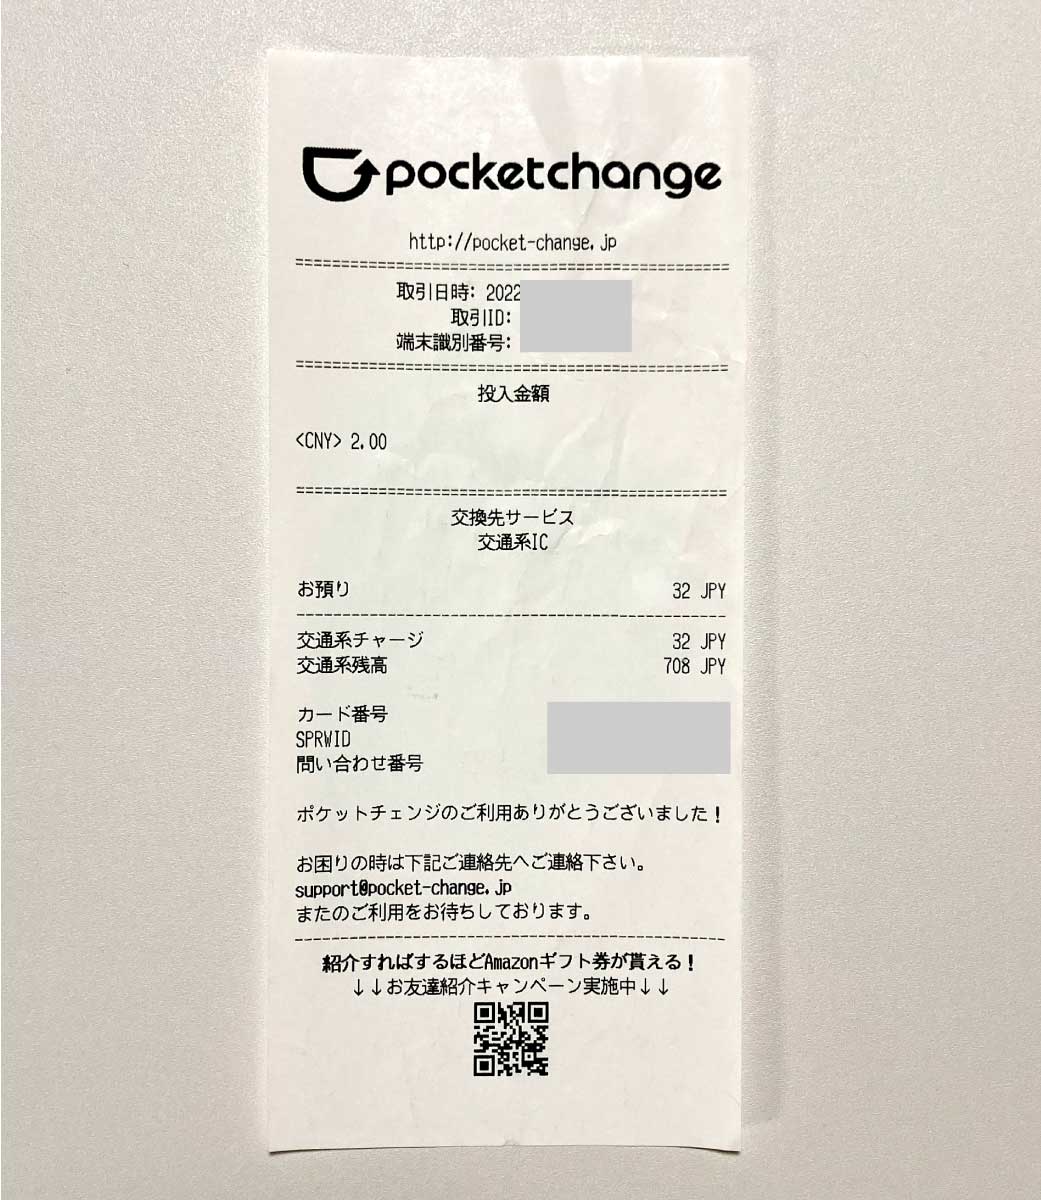 pocketchange
http://pocket-change.jp
取引日時: 2022
取引ID:
端末識別番号:
投入金額
<CNY> 2.00
交換先サービス
交通系IC
お預り 32 JPY
交通系チャージ 32 JPY
交通系残高 708 JPY
カード番号
SPRWID
問い合わせ番号
ポケットチェンジのご利用ありがとうございました!
お困りの時は下記ご連絡先へご連絡下さい。
support@pocket-change.jp
またのご利用をお待ちしております。
紹介すればするほどAmazonギフト券が貰える!
↓↓お友達紹介キャンペーン実施中↓↓